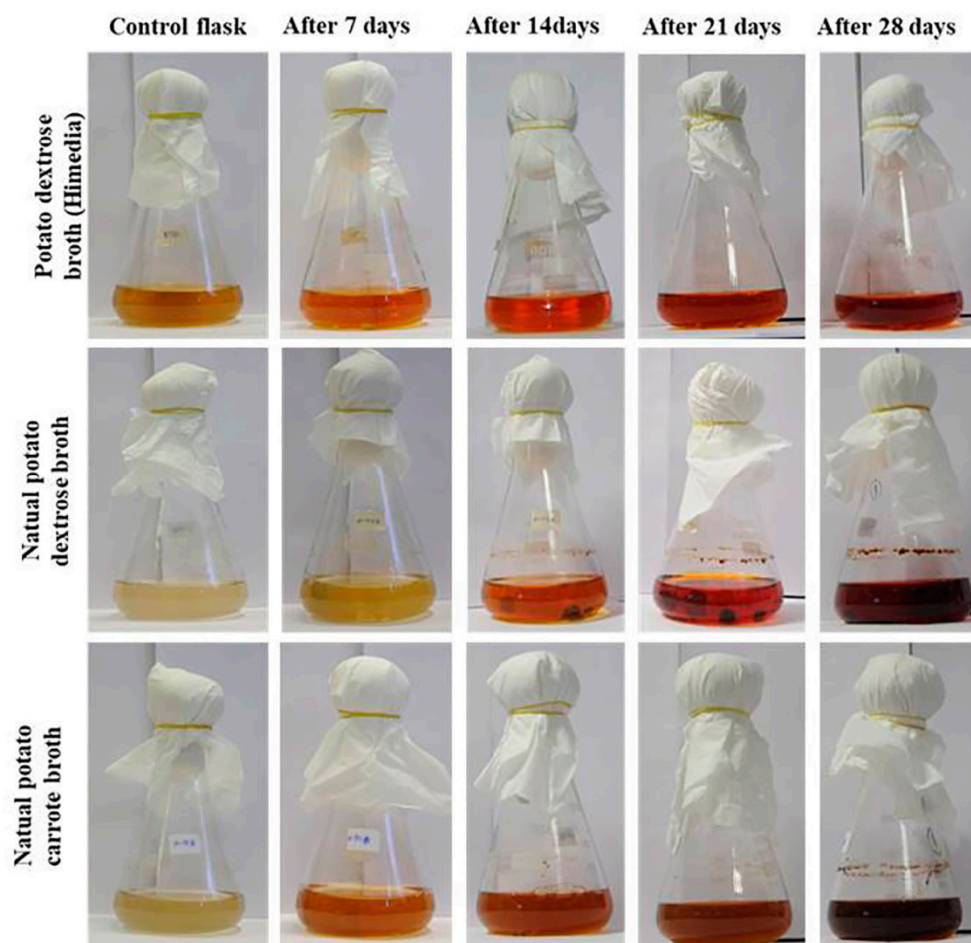 Control flask
After 7 days
After 14days
After 21 days
After 28 days
Potato dextrose
broth (Himedia)
Natual potato
dextrose broth
Natual potato
carrote broth